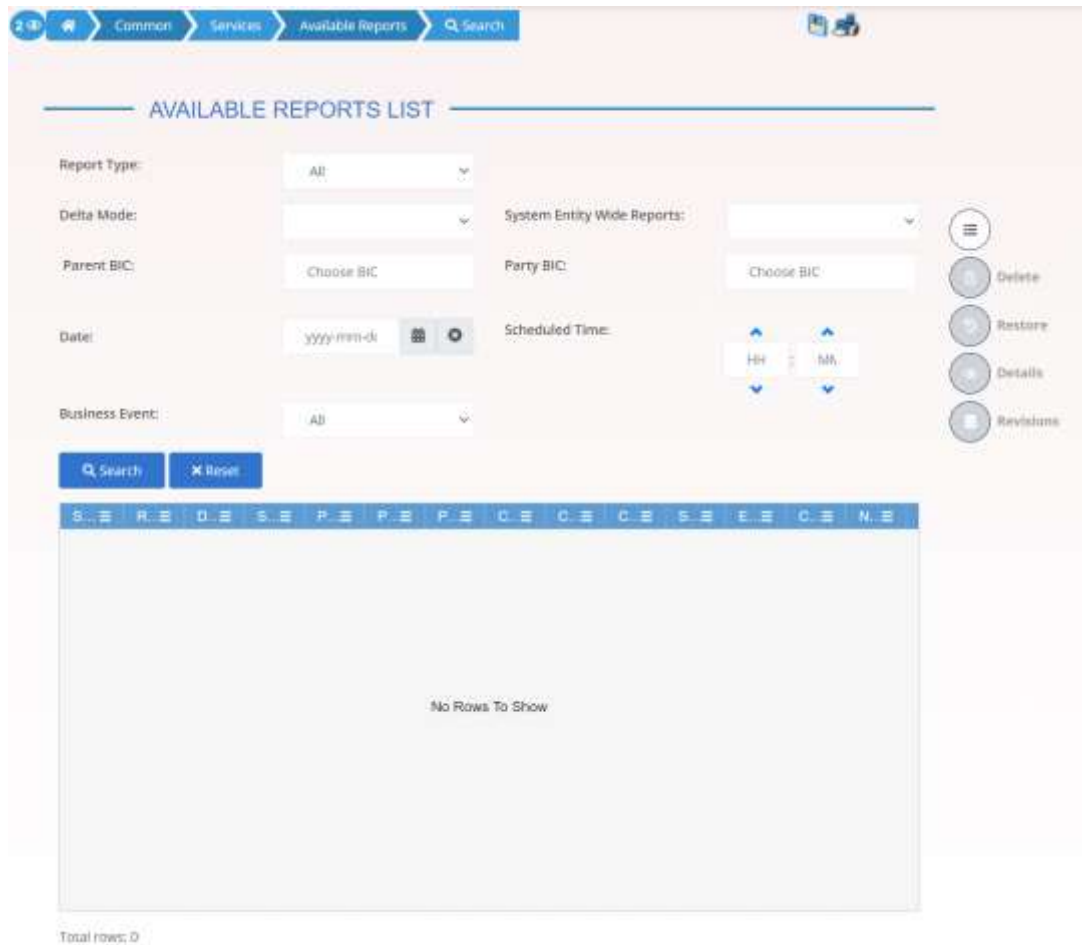 2
Common Services Available Reports Search
AVAILABLE REPORTS LIST
Report Type: All
Delta Mode: System Entity Wide Reports:
Parent BIC: Choose BIC Party BIC: Choose BIC
Delete
Date: yyyy-mm-d Scheduled Time: Restore
HH : MM
Details
Business Event: All Revisions
Search Reset
S... R... D... S... P... P... P... C... C... C... S... E... C... N...
No Rows To Show
Total rows: 0